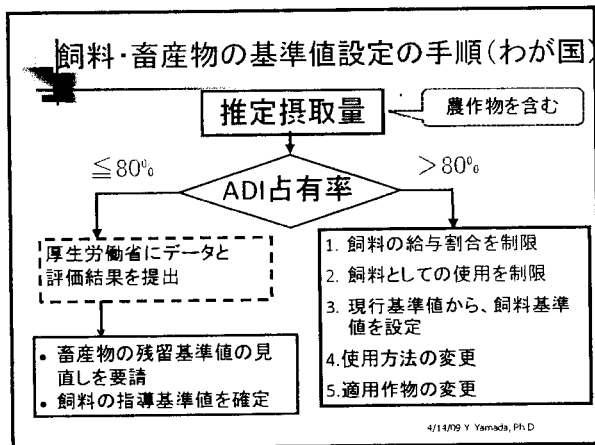 飼料・畜産物の基準値設定の手順(わが国)
推定摂取量
農作物を含む
≦80%
ADI占有率
>80%
厚生労働省にデータと
評価結果を提出
• 畜産物の残留基準値の見
直しを要請
• 飼料の指導基準値を確定
1. 飼料の給与割合を制限
2. 飼料としての使用を制限
3. 現行基準値から、飼料基準
値を設定
4.使用方法の変更
5.適用作物の変更
4/14/09 Y Yamada, Ph D